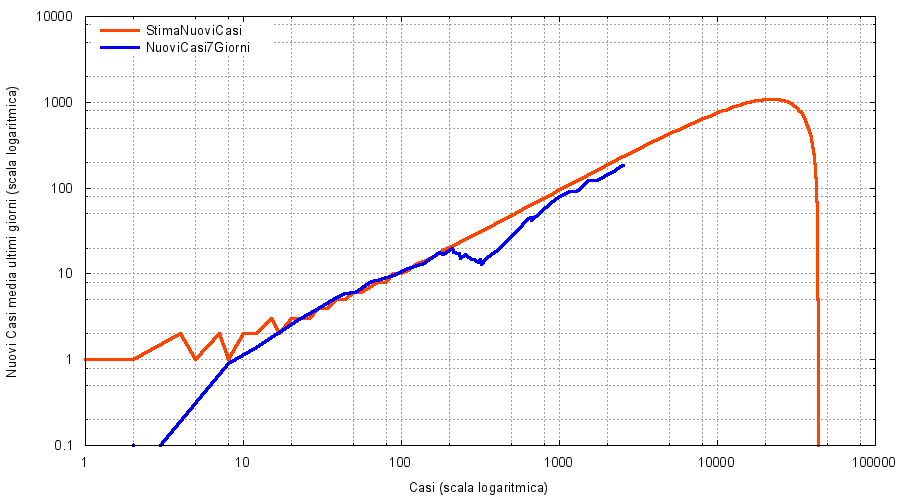 10000
1000
100
10
1
0.1
Nuovi Casi media ultimi giorni (scala logaritmica)
StimaNuoviCasi
NuoviCasi7Giorni
1 10 100 1000 10000 100000
Casi (scala logaritmica)